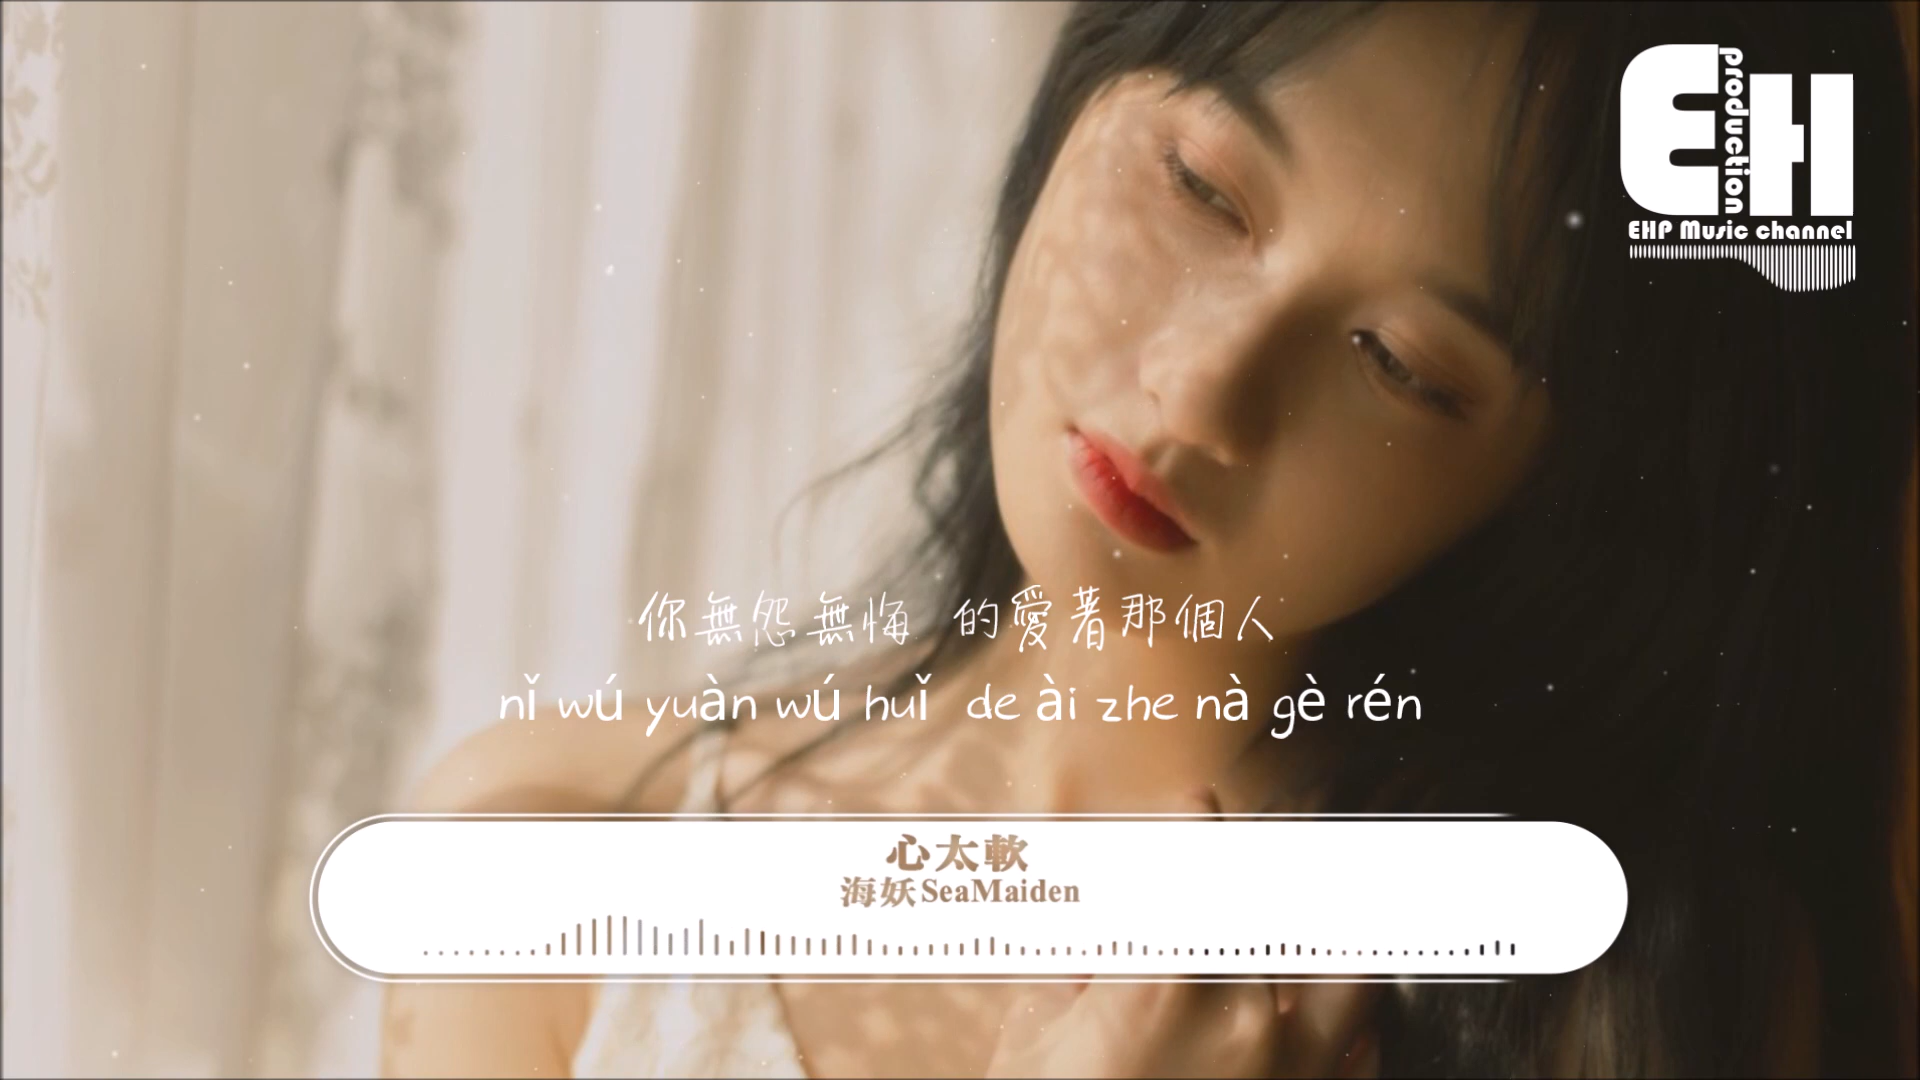 EH
production
EHP Music channel
你無怨無悔 的愛著那個人
nǐ wú yuàn wú huǐ de ài zhe nà gè rén
心太軟
海妖SeaMaiden